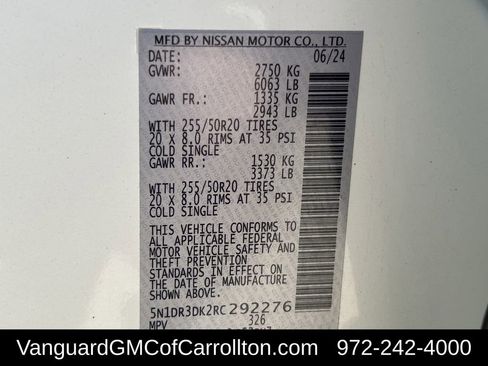 MFD BY NISSAN MOTOR CO., LTD.
DATE: 06/24
GVWR: 2750 KG
6063 LB
GAWR FR.: 1335 KG
2943 LB
WITH 255/50R20 TIRES
20 X 8.0 RIMS AT 35 PSI
COLD SINGLE
GAWR RR.: 1530 KG
3373 LB
WITH 255/50R20 TIRES
20 X 8.0 RIMS AT 35 PSI
COLD SINGLE
THIS VEHICLE CONFORMS TO
ALL APPLICABLE FEDERAL
MOTOR VEHICLE SAFETY AND
THEFT PREVENTION
STANDARDS IN EFFECT ON
THE DATE OF MANUFACTURE
SHOWN ABOVE.
5N1DR3DK2RC292276
MPV 326
VanguardGMCofCarrollton.com 972-242-4000